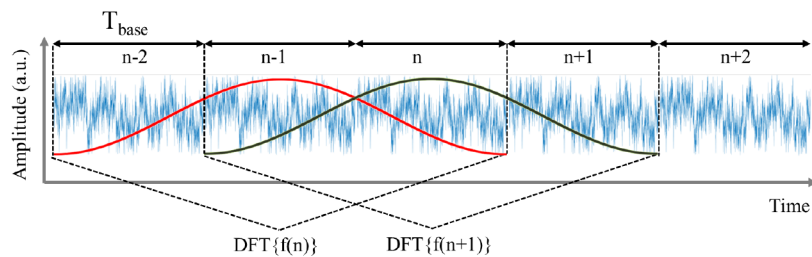 T_base
n-2 n-1 n n+1 n+2
Amplitude (a.u.)
Time
DFT{f(n)} DFT{f(n+1)}